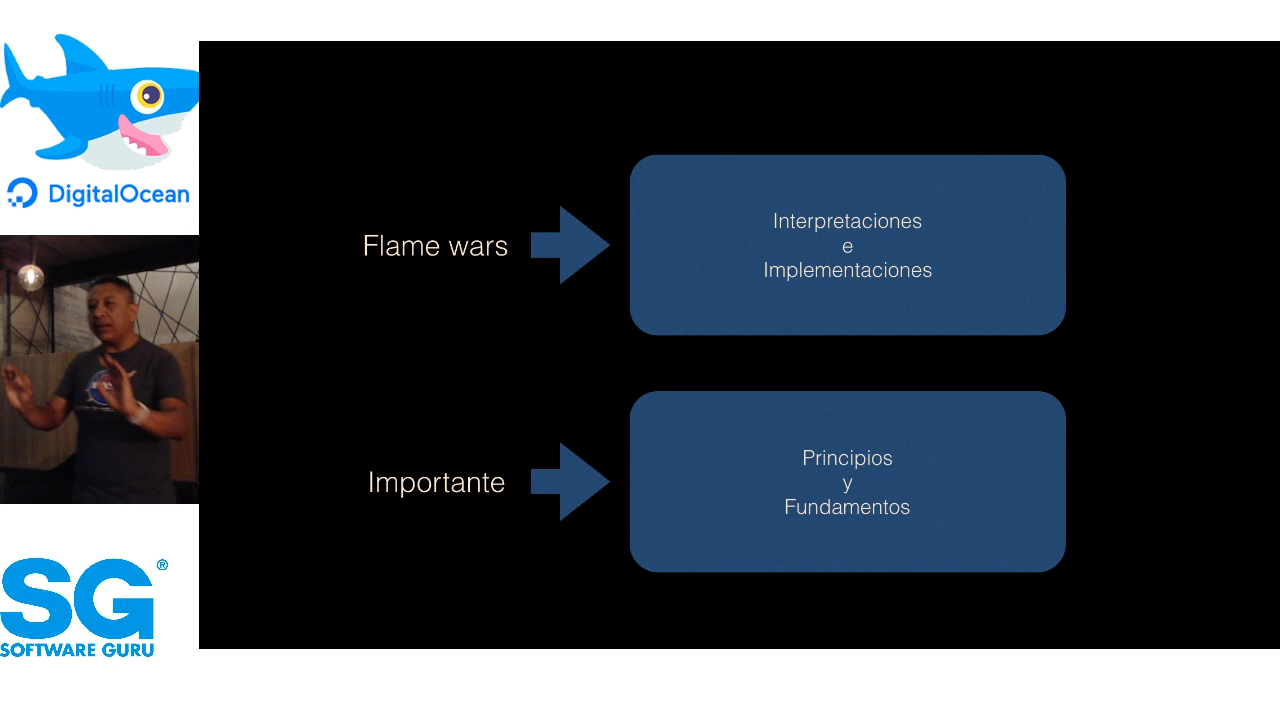 DigitalOcean
Flame wars
Interpretaciones
e
Implementaciones
Importante
Principios
y
Fundamentos
SG®
SOFTWARE GURU